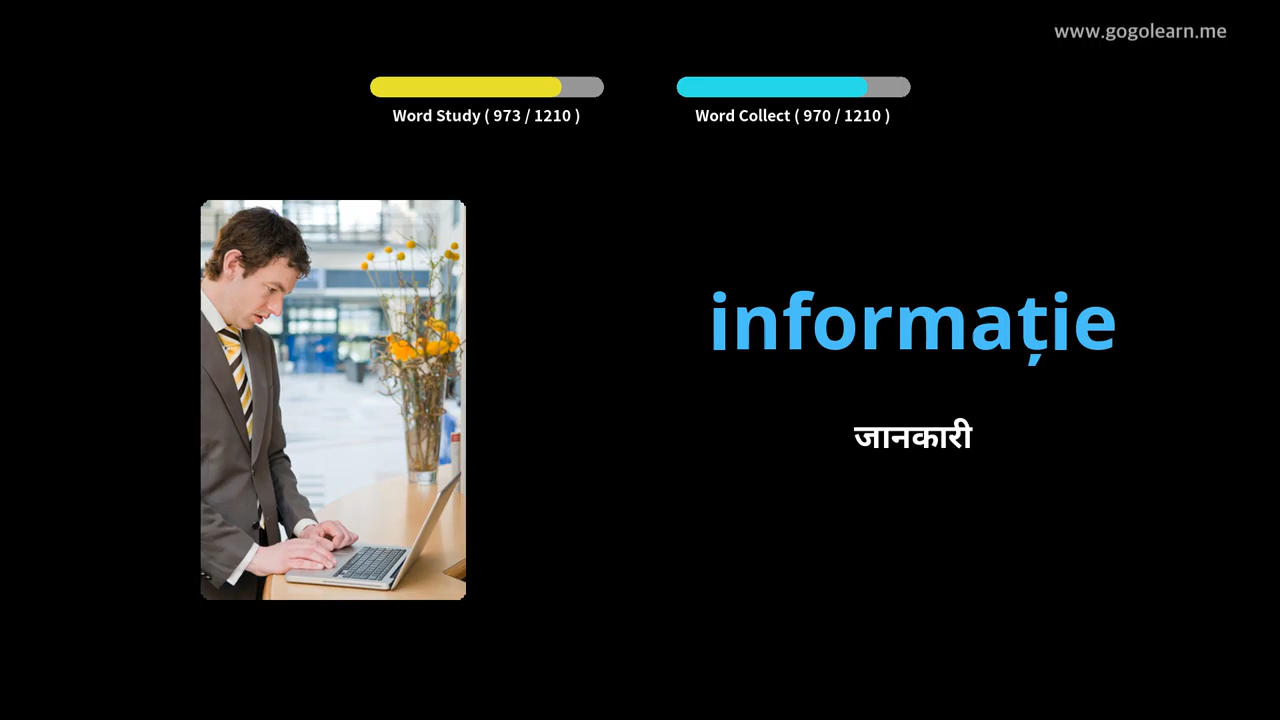 www.gogolearn.me
Word Study ( 973 / 1210 )
Word Collect ( 970 / 1210 )
informație
जानकारी